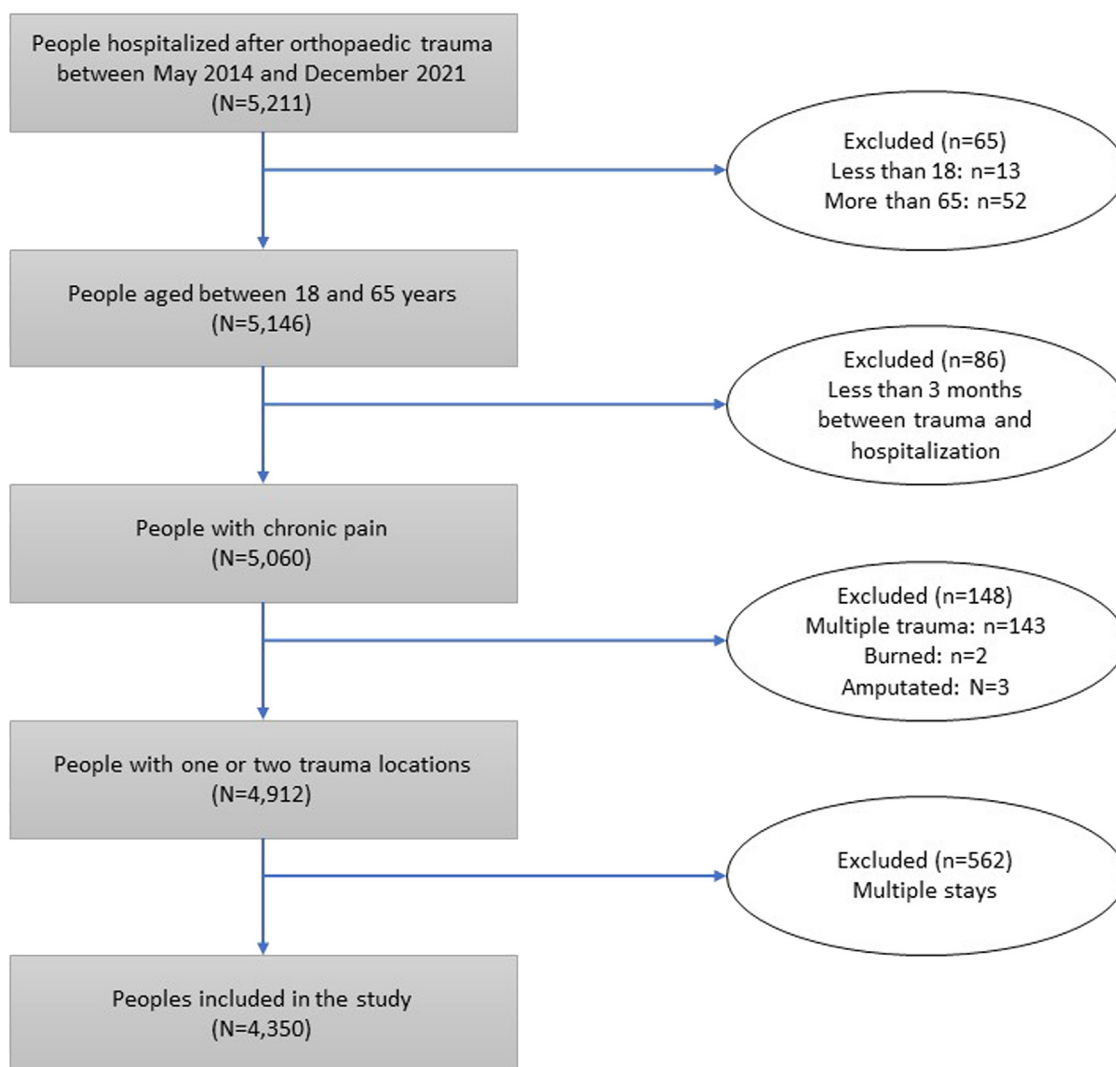 People hospitalized after orthopaedic trauma
between May 2014 and December 2021
(N=5,211)
Excluded (n=65)
Less than 18: n=13
More than 65: n=52
People aged between 18 and 65 years
(N=5,146)
Excluded (n=86)
Less than 3 months
between trauma and
hospitalization
People with chronic pain
(N=5,060)
Excluded (n=148)
Multiple trauma: n=143
Burned: n=2
Amputated: N=3
People with one or two trauma locations
(N=4,912)
Excluded (n=562)
Multiple stays
Peoples included in the study
(N=4,350)